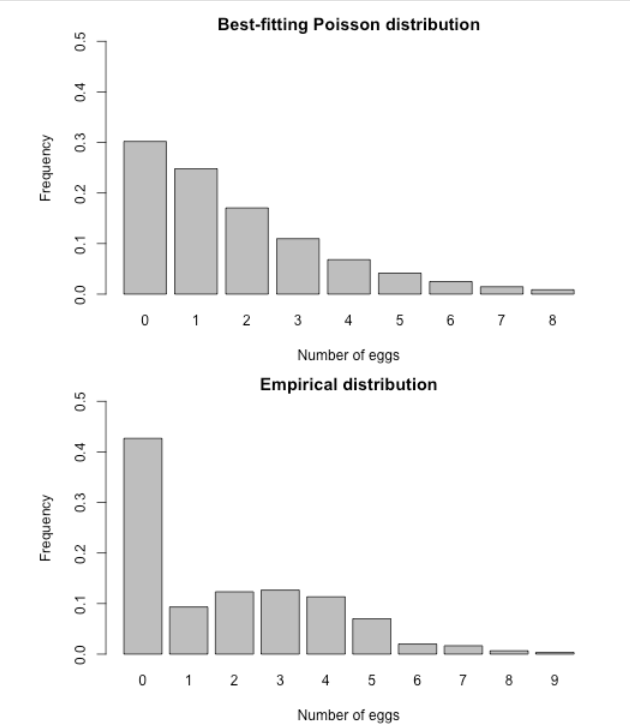 Best-fitting Poisson distribution
0.5
0.4
0.3
0.2
0.1
0.0
Frequency
0 1 2 3 4 5 6 7 8
Number of eggs
Empirical distribution
0.5
0.4
0.3
0.2
0.1
0.0
Frequency
0 1 2 3 4 5 6 7 8 9
Number of eggs